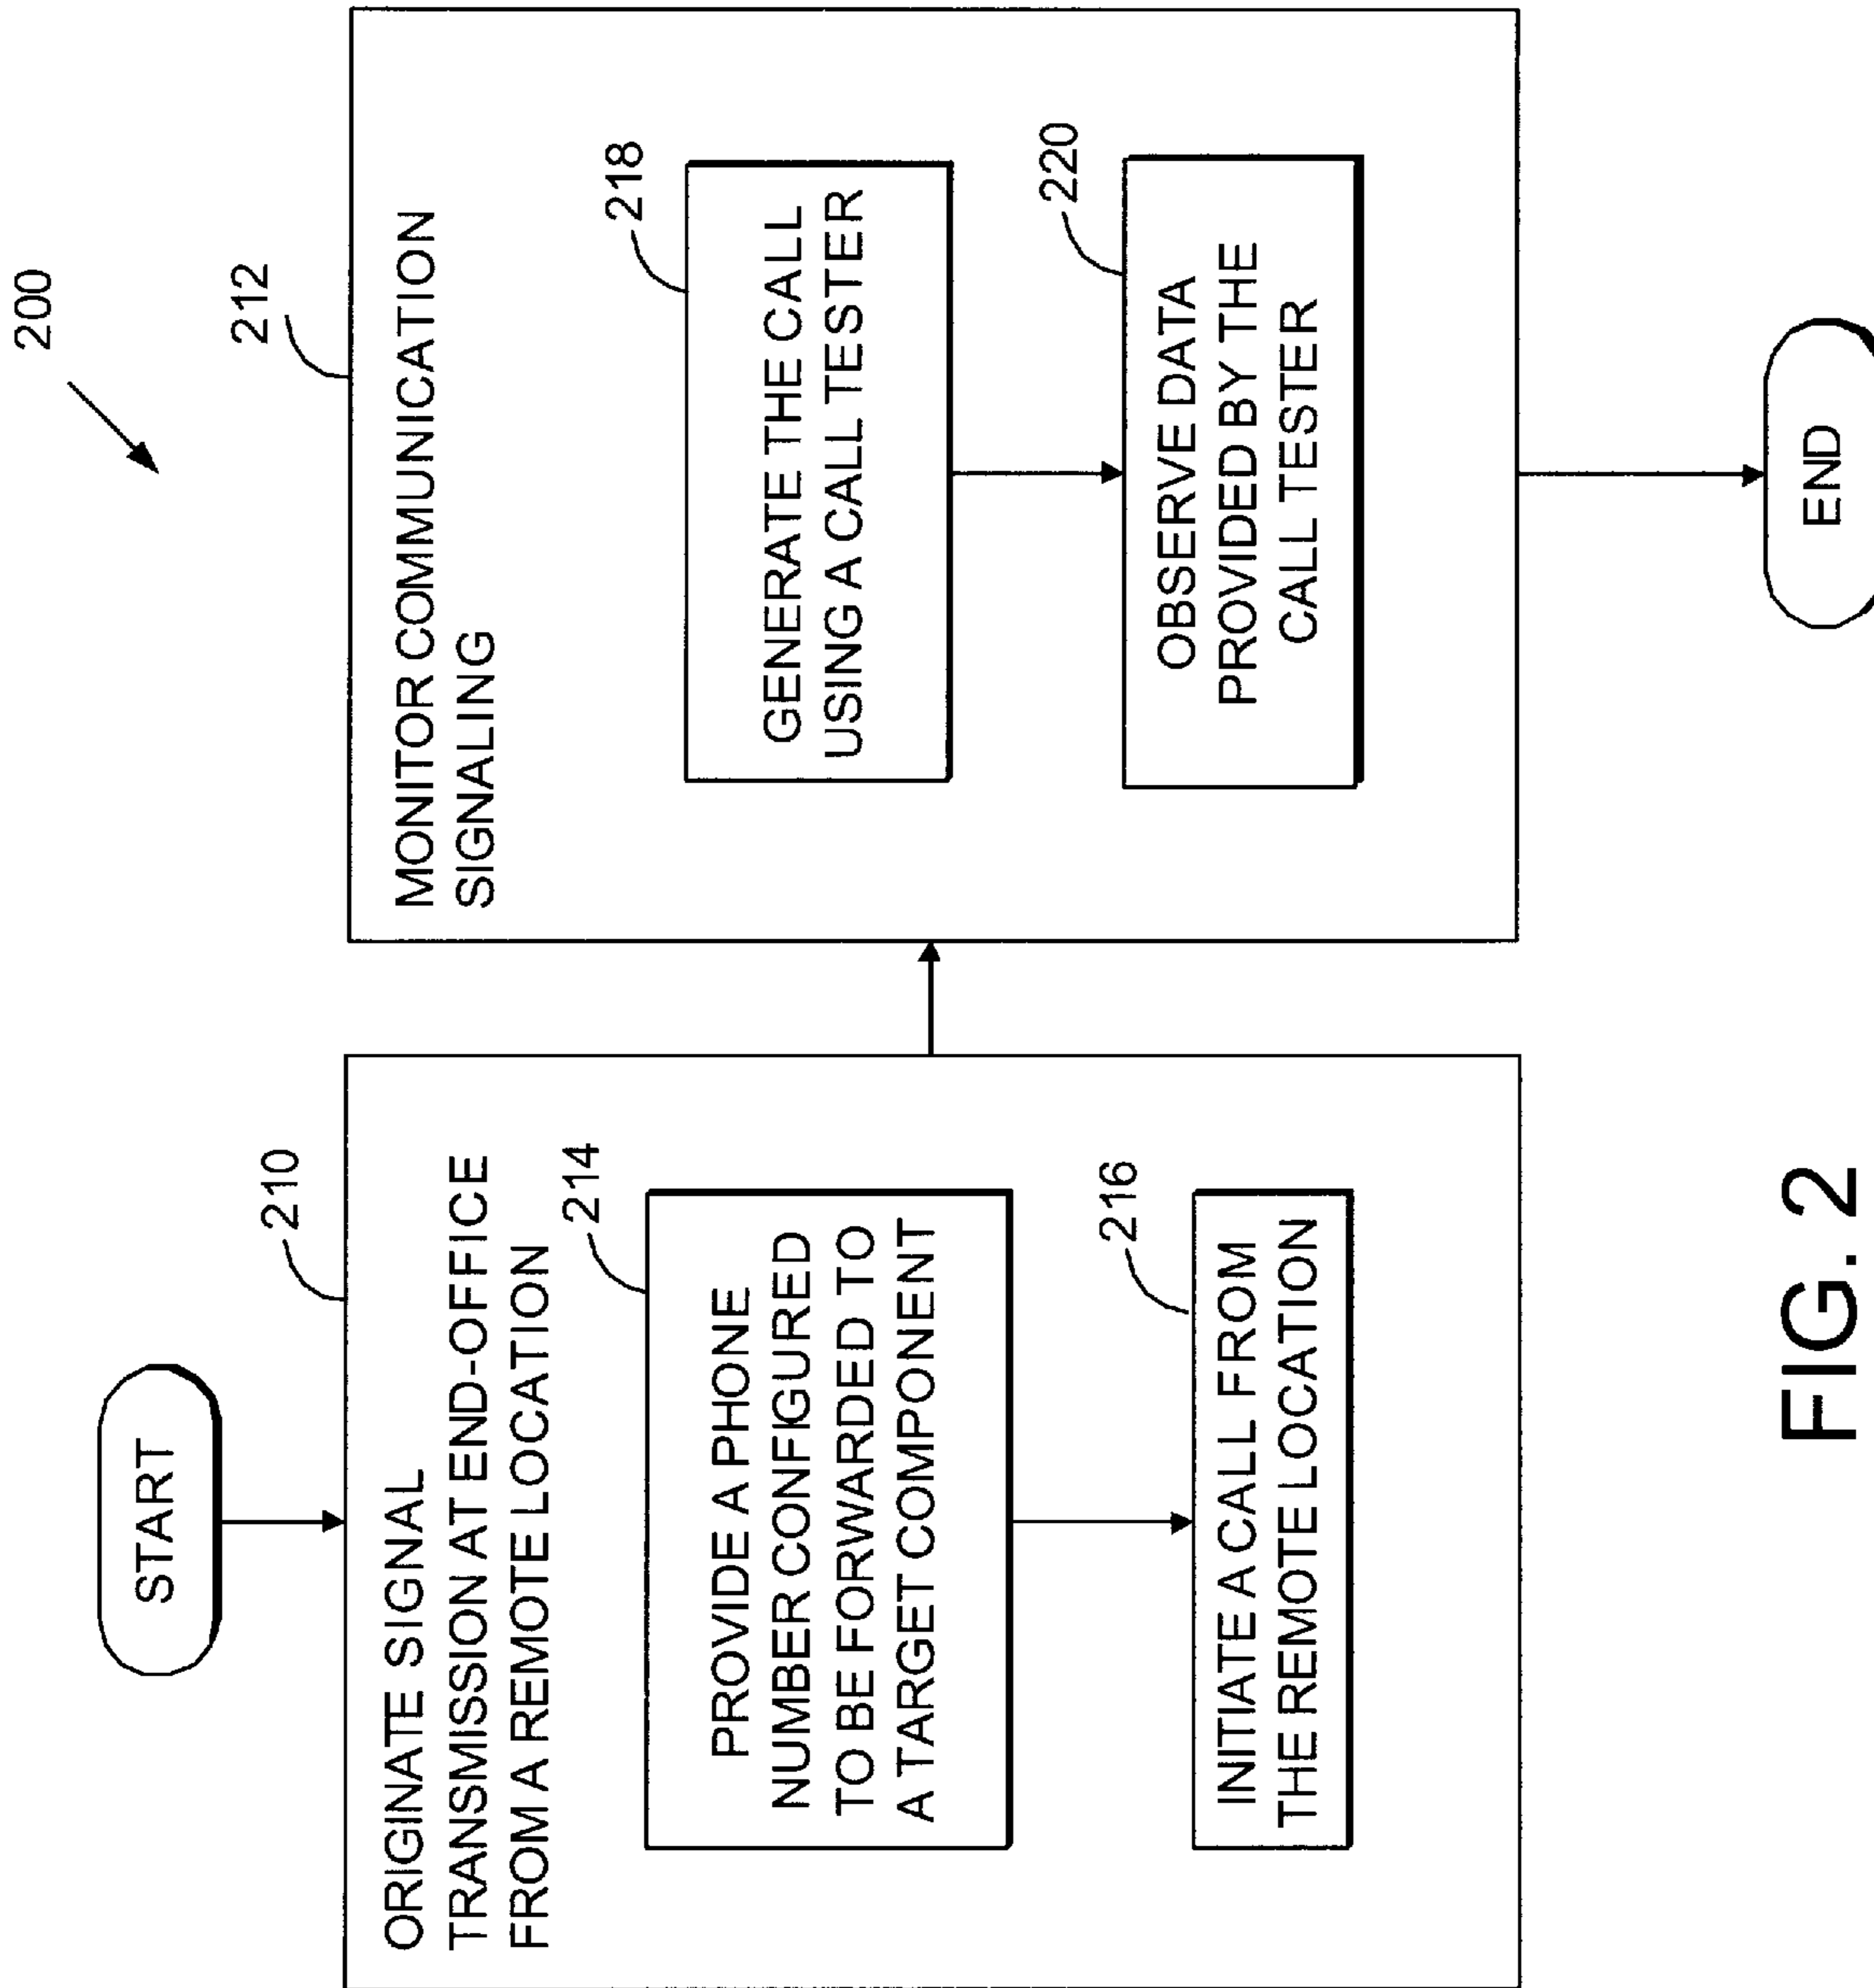 200
START
210
ORIGINATE SIGNAL
TRANSMISSION AT END-OFFICE
FROM A REMOTE LOCATION
214
PROVIDE A PHONE
NUMBER CONFIGURED
TO BE FORWARDED TO
A TARGET COMPONENT
216
INITIATE A CALL FROM
THE REMOTE LOCATION
212
MONITOR COMMUNICATION
SIGNALING
218
GENERATE THE CALL
USING A CALL TESTER
220
OBSERVE DATA
PROVIDED BY THE
CALL TESTER
END
FIG. 2